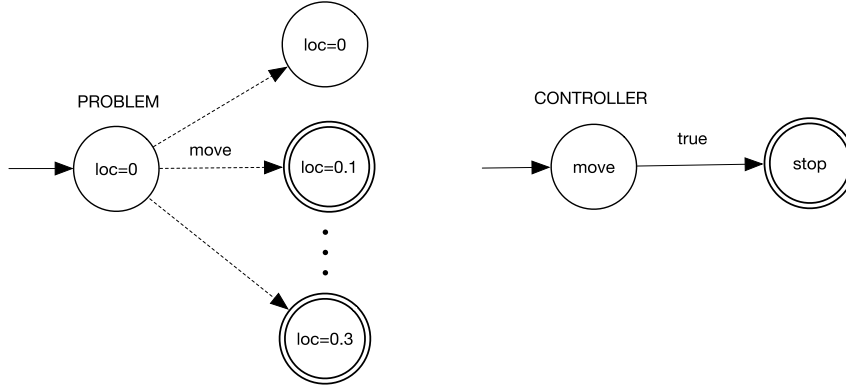 loc=0
PROBLEM
loc=0
move
loc=0.1
loc=0.3
CONTROLLER
move
true
stop